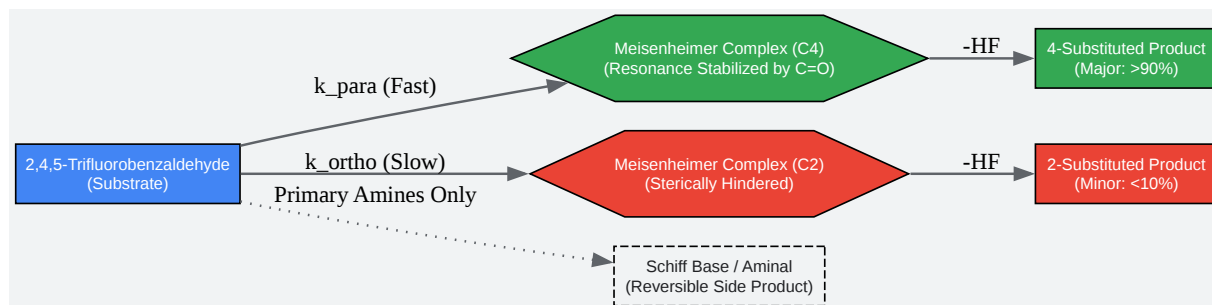 Meisenheimer Complex (C4)
(Resonance Stabilized by C=O)
-HF
4-Substituted Product
(Major: >90%)
k_para (Fast)
2,4,5-Trifluorobenzaldehyde
(Substrate)
k_ortho (Slow)
Meisenheimer Complex (C2)
(Sterically Hindered)
-HF
2-Substituted Product
(Minor: <10%)
Primary Amines Only
Schiff Base / Aminal
(Reversible Side Product)